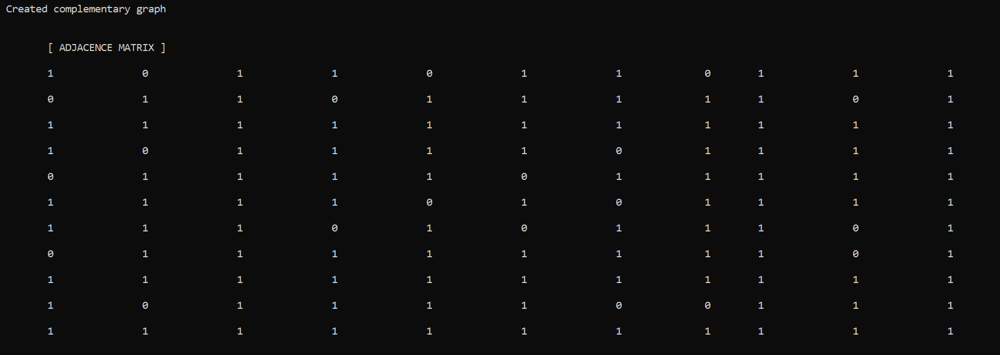 Created complementary graph
[ ADJACENCE MATRIX ]
1 0 1 1 0 1 1 0 1 1 1
0 1 1 0 1 1 1 1 1 0 1
1 1 1 1 1 1 1 1 1 1 1
1 0 1 1 1 1 0 1 1 1 1
0 1 1 1 1 0 1 1 1 1 1
1 1 1 1 0 1 0 1 1 1 1
1 1 1 0 1 0 1 1 1 0 1
0 1 1 1 1 1 1 1 1 0 1
1 1 1 1 1 1 1 1 1 1 1
1 0 1 1 1 1 0 0 1 1 1
1 1 1 1 1 1 1 1 1 1 1